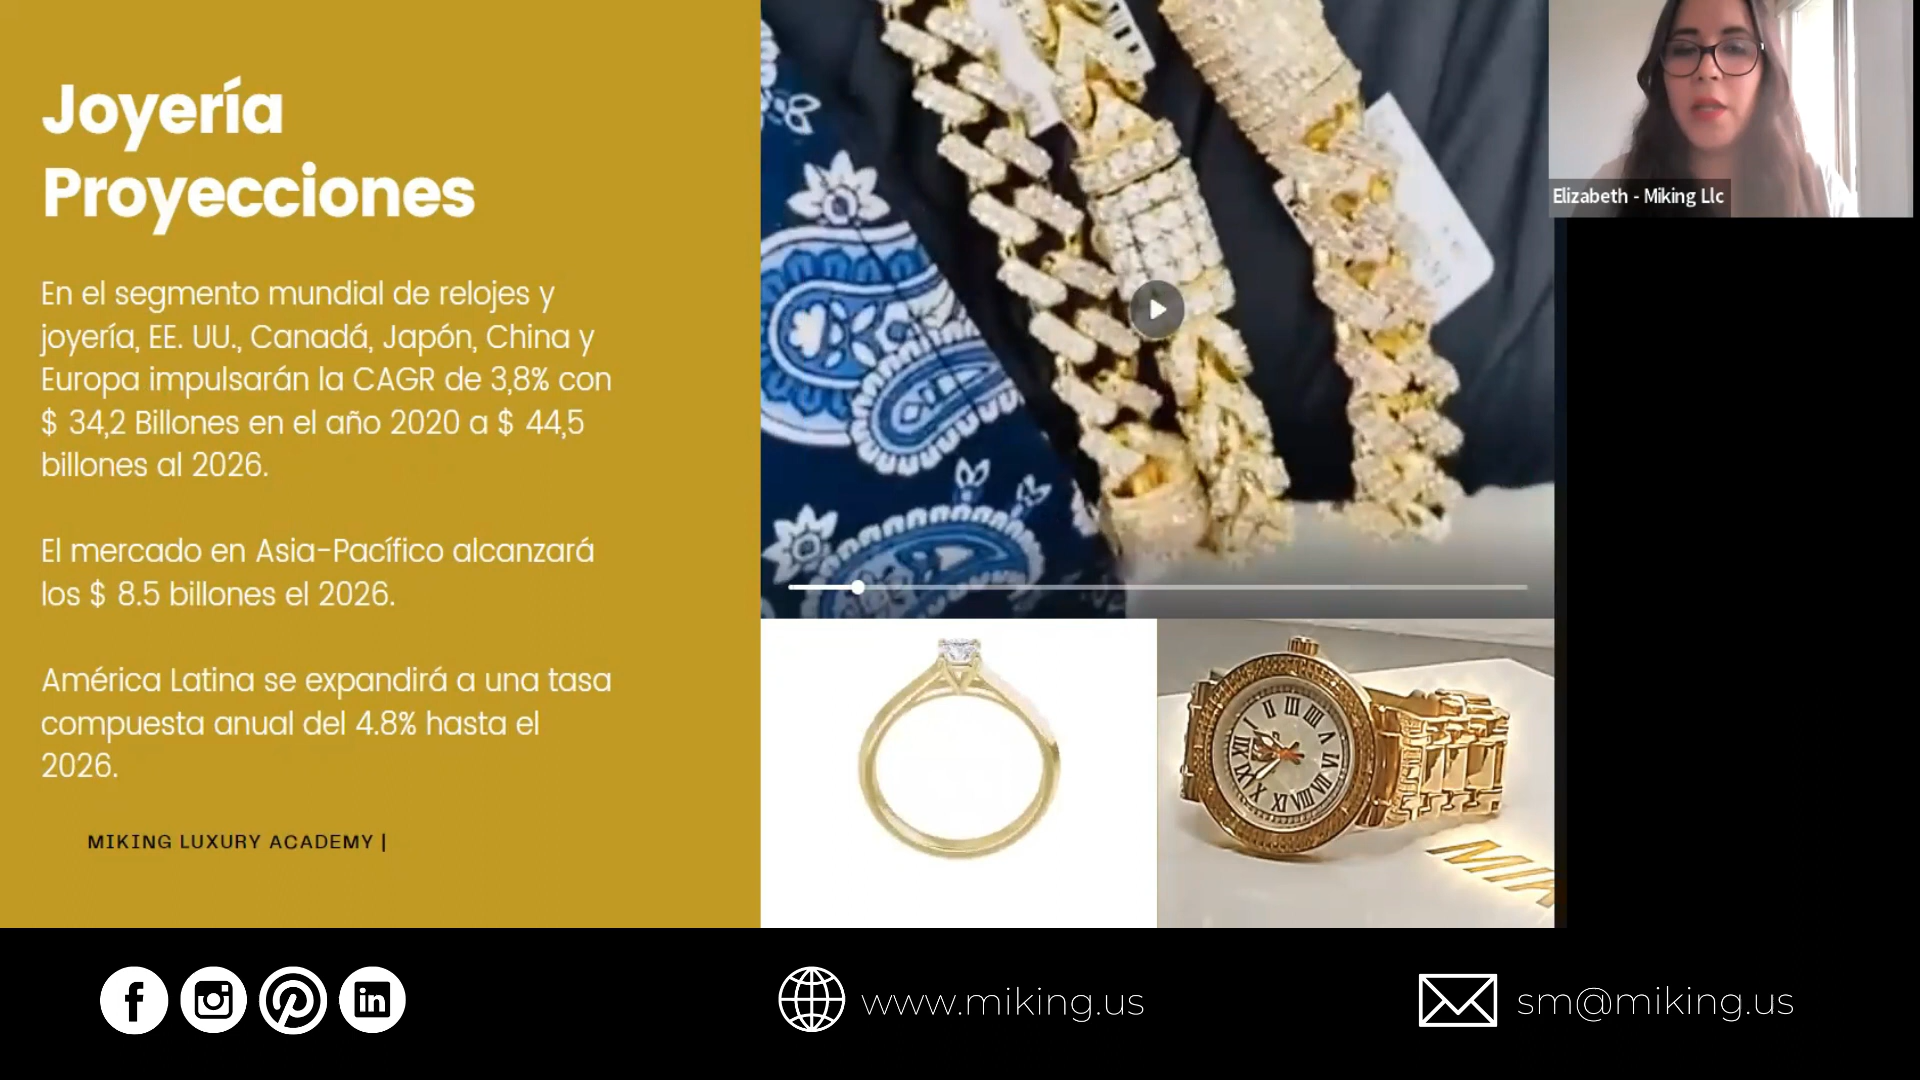 Joyería
Proyecciones
En el segmento mundial de relojes y
joyería, EE. UU., Canadá, Japón, China y
Europa impulsarán la CAGR de 3,8% con
$ 34,2 Billones en el año 2020 a $ 44,5
billones al 2026.
El mercado en Asia-Pacífico alcanzará
los $ 8.5 billones el 2026.
América Latina se expandirá a una tasa
compuesta anual del 4.8% hasta el
2026.
MIKING LUXURY ACADEMY |
Elizabeth - Miking Llc
www.miking.us
sm@miking.us